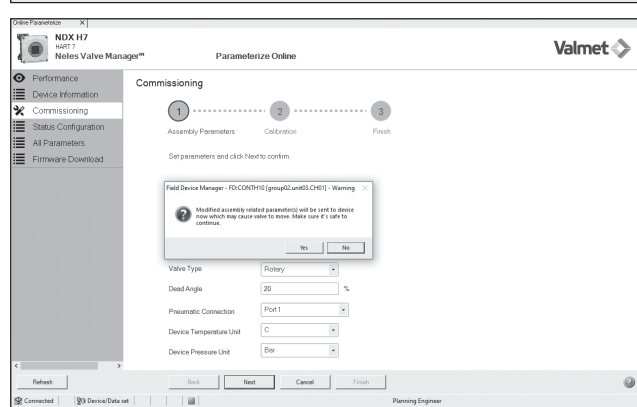 Online Parameterize X
NDX H7
HART 7
Neles Valve Manager℠ Parameterize Online
Valmet
Performance
Device Information
Commissioning
Status Configuration
All Parameters
Firmware Download
Commissioning
1 2 3
Assembly Parameters Calibration Finish
Set parameters and click Next to confirm.
Field Device Manager - FD:CONTH10 [group02.unit03.CH01] - Warning
Modified assembly related parameter(s) will be sent to device
now which may cause valve to move. Make sure it's safe to
continue.
Yes No
Valve Type Rotary
Dead Angle 20 %
Pneumatic Connection Port 1
Device Temperature Unit C
Device Pressure Unit Bar
Refresh Back Next Cancel Finish
Connected Device/Data set Planning Engineer